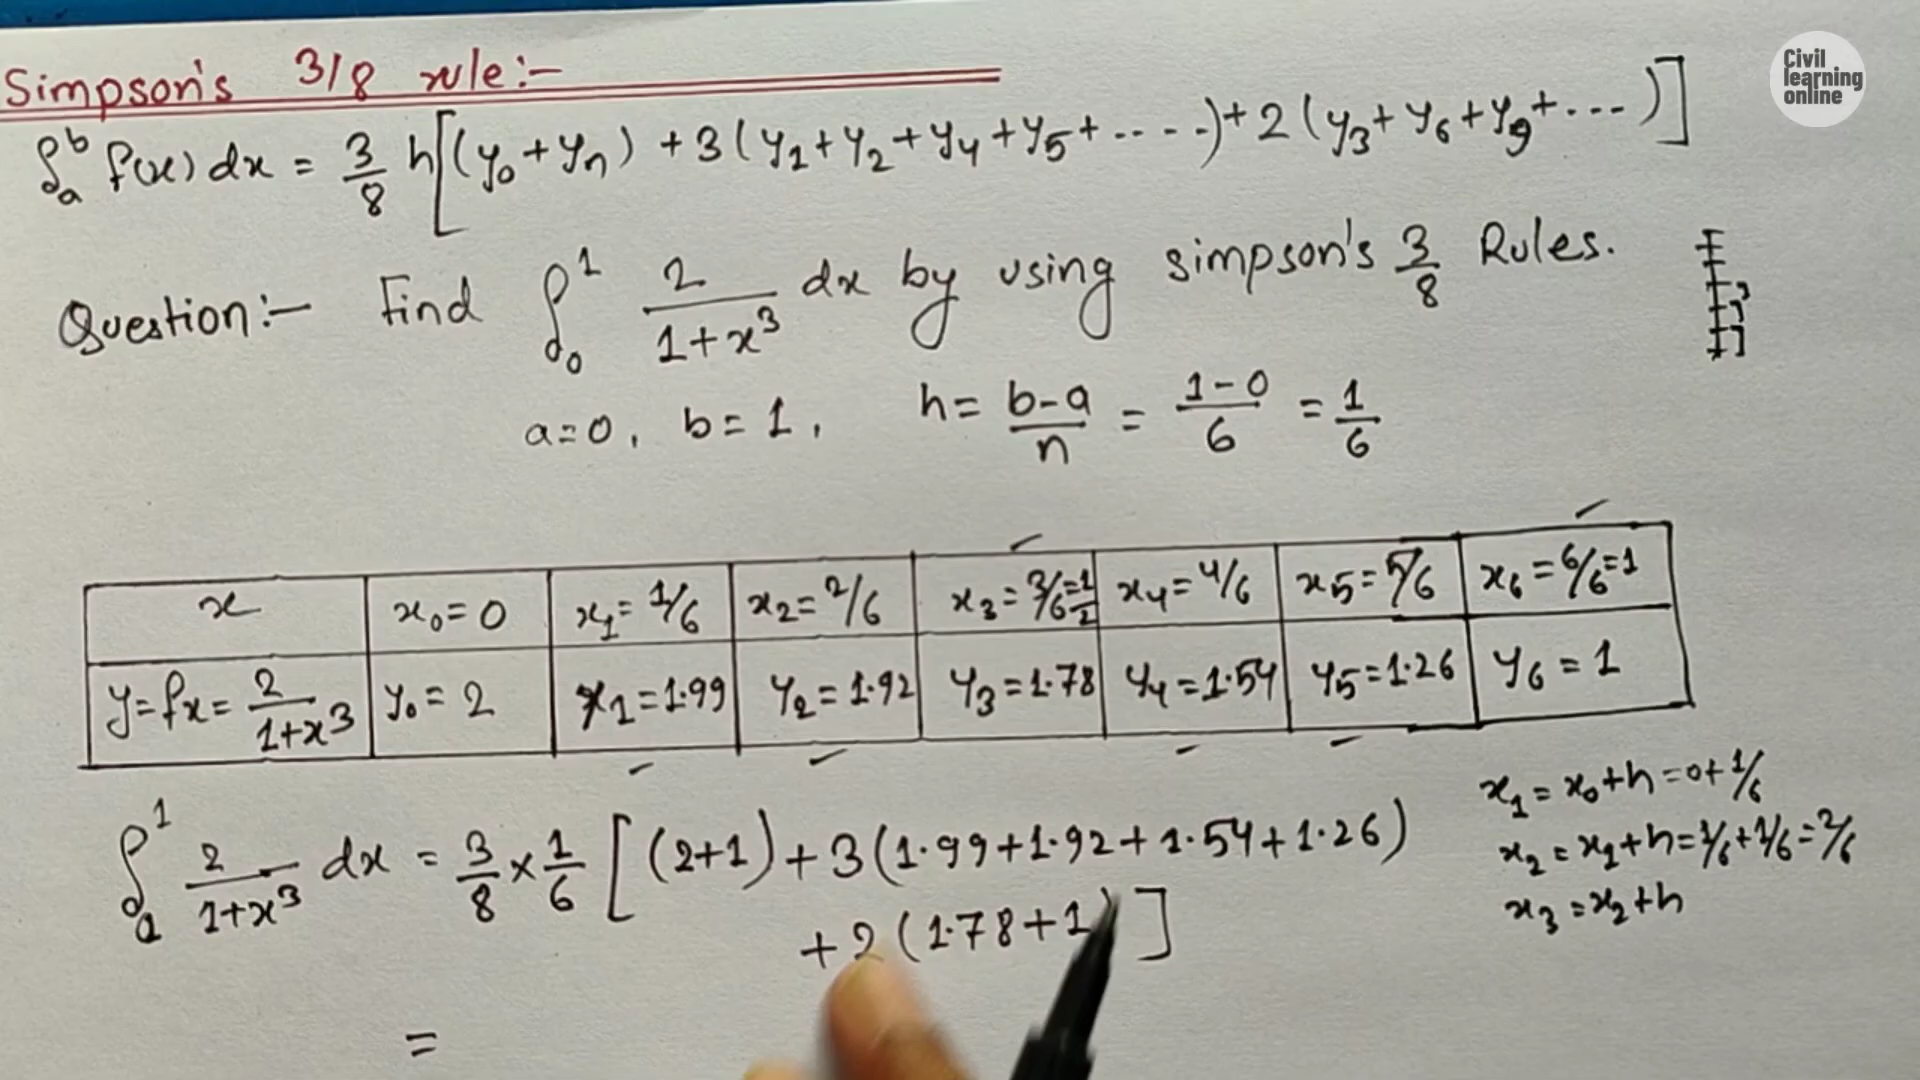 Civil learning online
Simpson's 3/8 rule:-
∫_a^b f(x) dx = 3/8 h[(y₀+yₙ) +3(y₁+y₂+y₄+y₅+----)+2(y₃+y₆+y₉+---)]
Question:- Find ∫_0^1 2/(1+x³) dx by using simpson's 3/8 Rules.
a=0, b=1, h= (b-a)/n = (1-0)/6 = 1/6
x | x₀=0 | x₁=1/6 | x₂=2/6 | x₃=3/6=1/2 | x₄=4/6 | x₅=5/6 | x₆=6/6=1
y=fx=2/(1+x³) | y₀=2 | y₁=1.99 | y₂=1.92 | y₃=1.78 | y₄=1.54 | y₅=1.26 | y₆=1
∫ ^1 2/(1+x³) dx = 3/8 × 1/6 [(2+1)+3(1.99+1.92+1.54+1.26)
+2(1.78+1)]
=
x₁=x₀+h=0+1/6
x₂=x₁+h=1/6+1/6=2/6
x₃=x₂+h